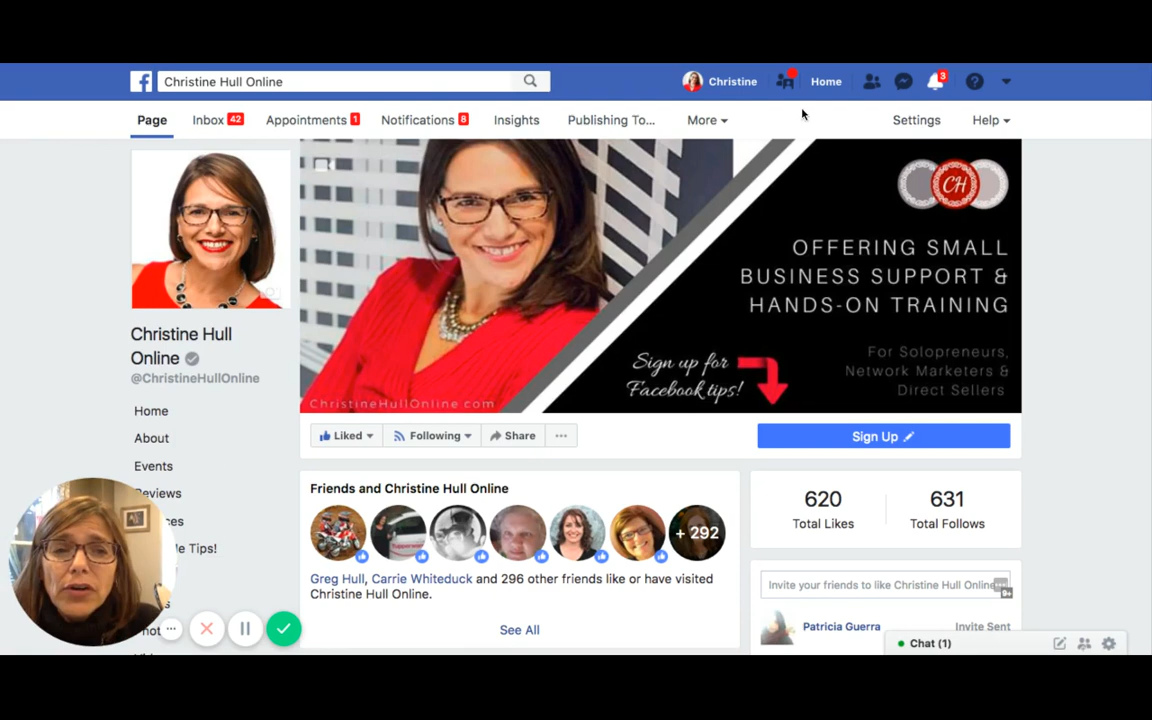 Christine Hull Online
Christine
Home
3
Page
Inbox 42
Appointments 1
Notifications 8
Insights
Publishing To...
More
Settings
Help
CH
OFFERING SMALL
BUSINESS SUPPORT &
HANDS-ON TRAINING
Sign up for
Facebook tips!
For Solopreneurs,
Network Marketers &
Direct Sellers
ChristineHullOnline.com
Christine Hull
Online
@ChristineHullOnline
Home
About
Events
Reviews
Liked
Following
Share
Sign Up
Friends and Christine Hull Online
+ 292
Greg Hull, Carrie Whiteduck and 296 other friends like or have visited
Christine Hull Online.
See All
620
Total Likes
631
Total Follows
Invite your friends to like Christine Hull Online
9+
Patricia Guerra
Invite Sent
Tips!
Chat (1)